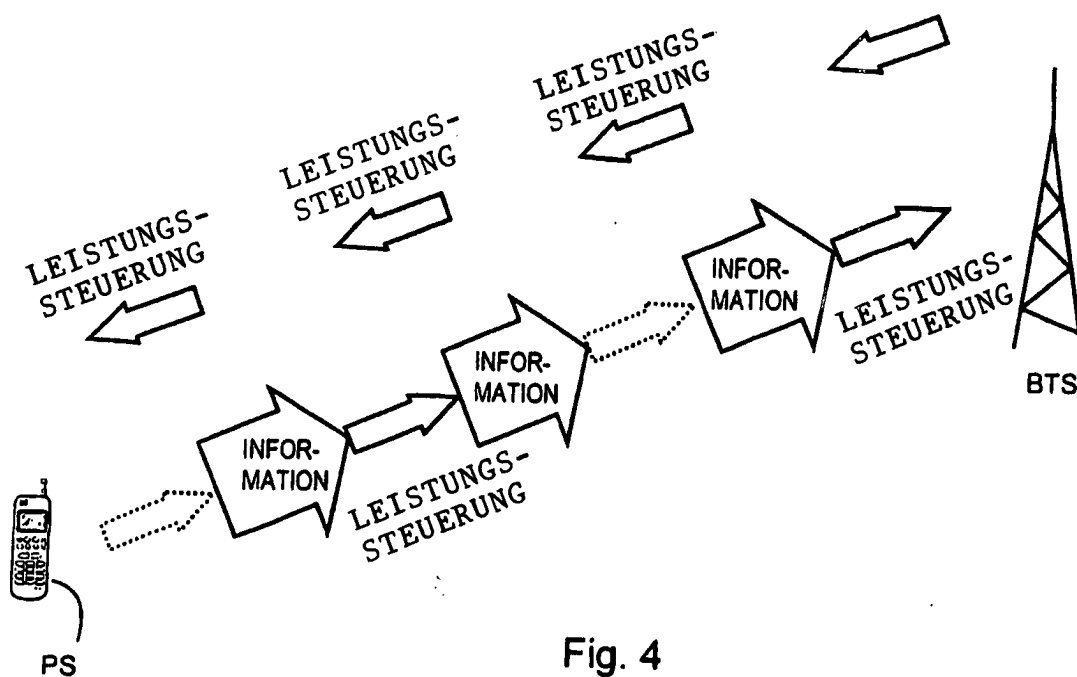 LEISTUNGS-
STEUERUNG
LEISTUNGS-
STEUERUNG
LEISTUNGS-
STEUERUNG
INFOR-
MATION
LEISTUNGS-
STEUERUNG
INFOR-
MATION
INFOR-
MATION
LEISTUNGS-
STEUERUNG
BTS
PS
Fig. 4